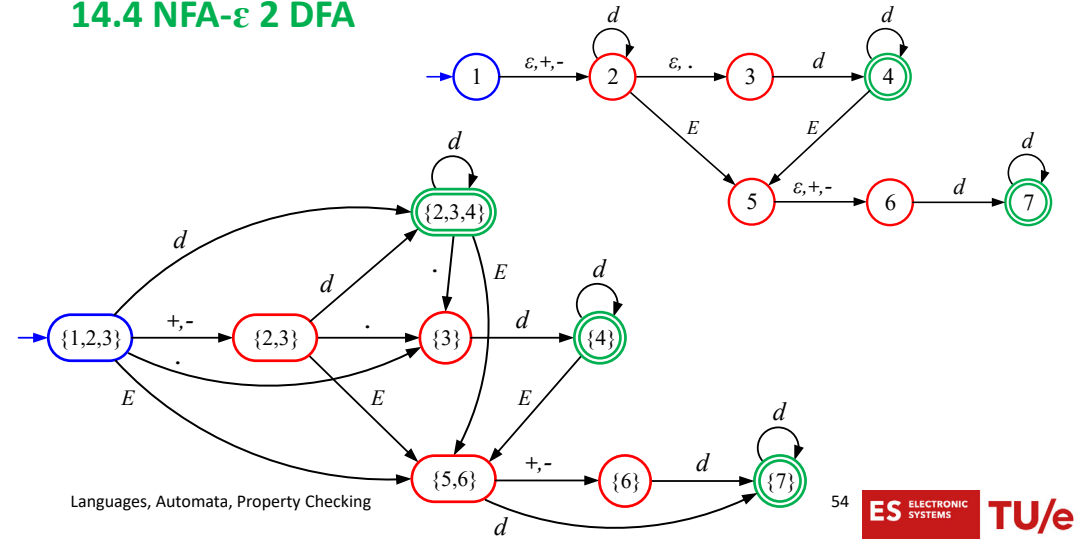 14.4 NFA-ε 2 DFA
d
d
1
ε,+,-
2
ε, .
3
d
4
E
E
d
5
ε,+,-
6
d
7
d
{2,3,4}
d
d
.
E
d
{1,2,3}
+,-
{2,3}
.
{3}
d
{4}
.
E
E
E
d
{5,6}
+,-
{6}
d
{7}
d
Languages, Automata, Property Checking
54
ES ELECTRONIC SYSTEMS
TU/e